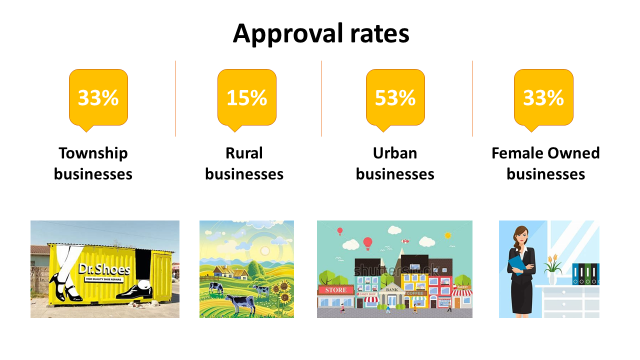 Approval rates
33%
15%
53%
33%
Township
businesses
Rural
businesses
Urban
businesses
Female Owned
businesses
Dr.Shoes
STORE
BANK